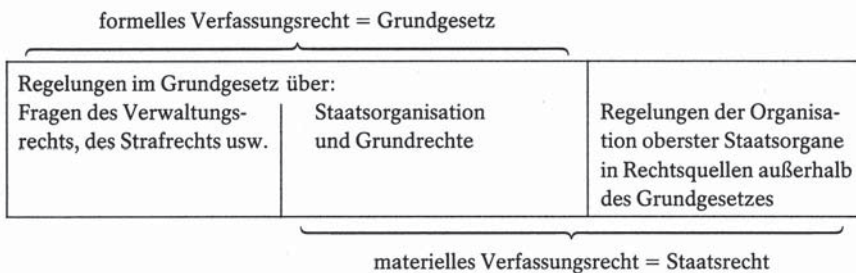 formelles Verfassungsrecht = Grundgesetz
Regelungen im Grundgesetz über:
Fragen des Verwaltungs-
rechts, des Strafrechts usw.
Staatsorganisation
und Grundrechte
Regelungen der Organisa-
tion oberster Staatsorgane
in Rechtsquellen außerhalb
des Grundgesetzes
materielles Verfassungsrecht = Staatsrecht